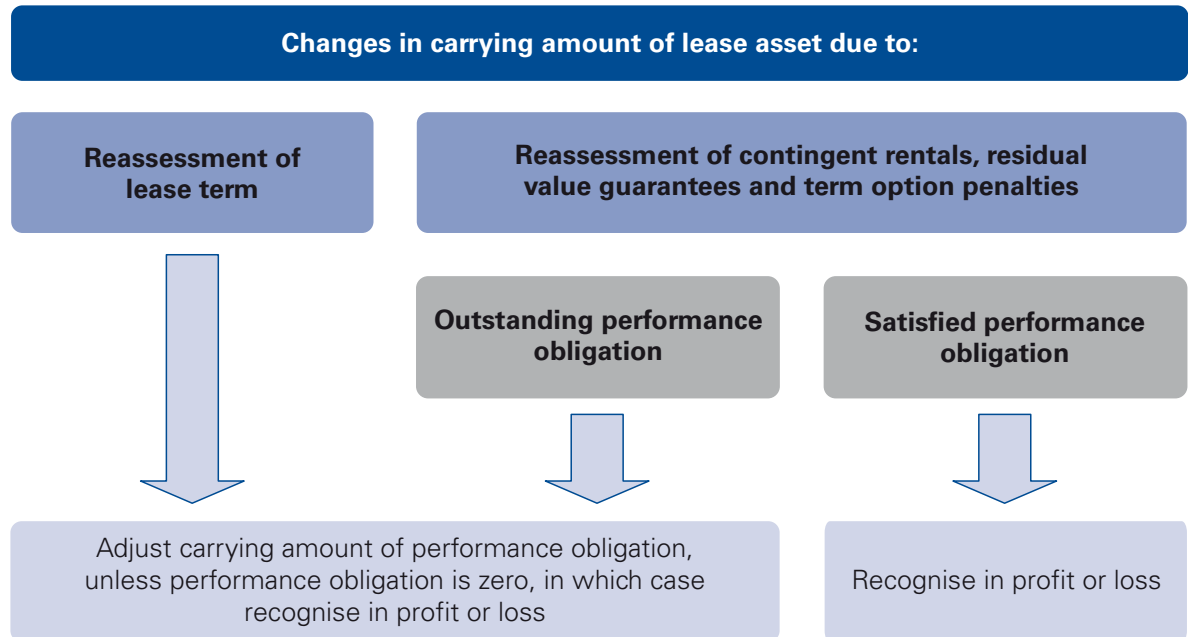 Changes in carrying amount of lease asset due to:
Reassessment of
lease term
Reassessment of contingent rentals, residual
value guarantees and term option penalties
Outstanding performance
obligation
Satisfied performance
obligation
Adjust carrying amount of performance obligation,
unless performance obligation is zero, in which case
recognise in profit or loss
Recognise in profit or loss